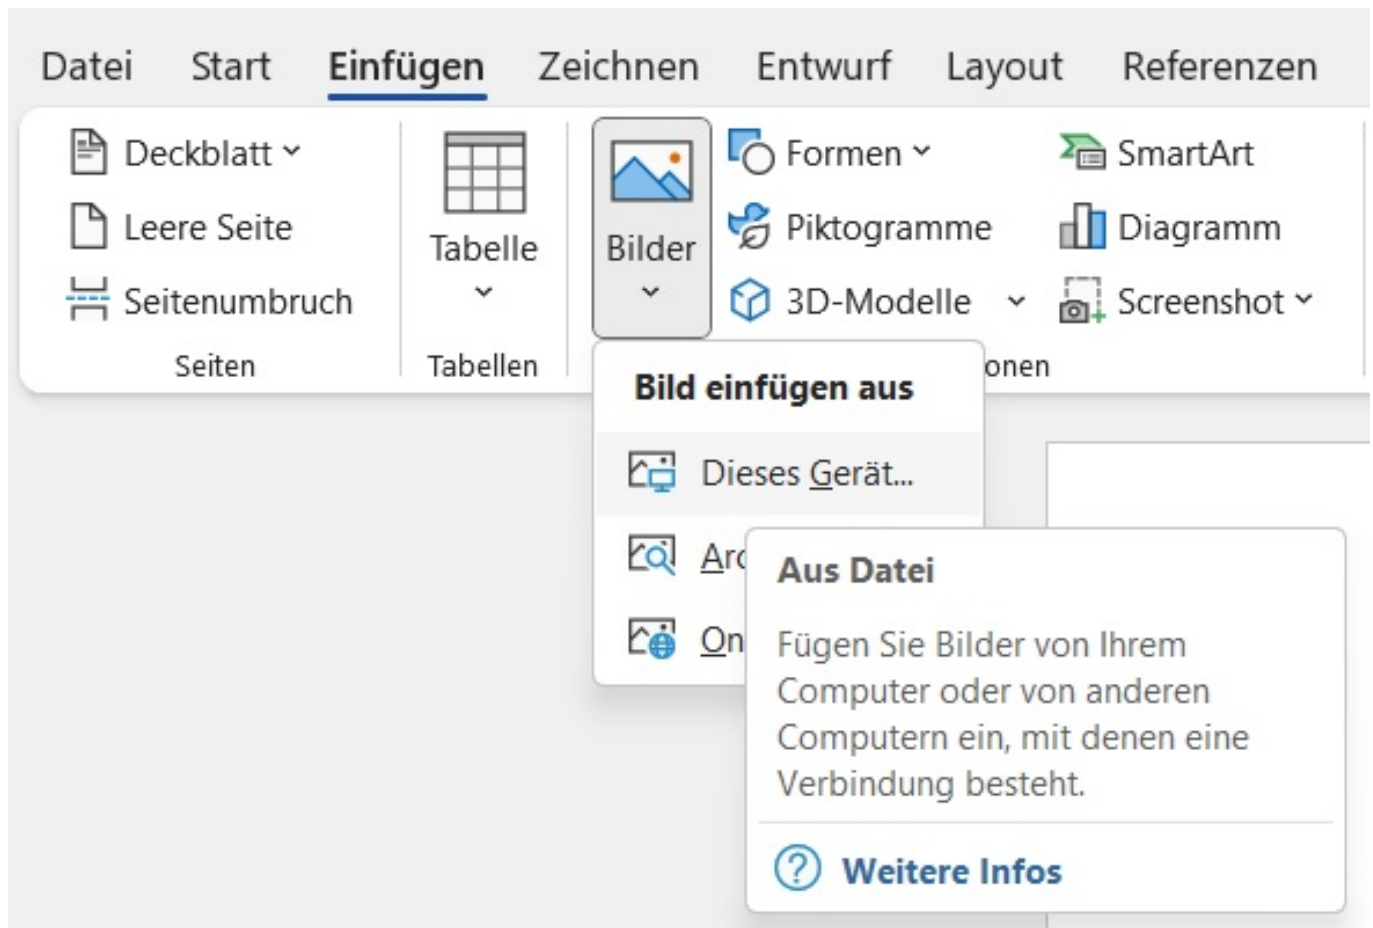 Datei Start Einfügen Zeichnen Entwurf Layout Referenzen
Deckblatt
Leere Seite
Seitenumbruch
Seiten
Tabelle
Tabellen
Bilder
Formen
Piktogramme
3D-Modelle
SmartArt
Diagramm
Screenshot
onen
Bild einfügen aus
Dieses Gerät...
Arc
On
Aus Datei
Fügen Sie Bilder von Ihrem
Computer oder von anderen
Computern ein, mit denen eine
Verbindung besteht.
Weitere Infos